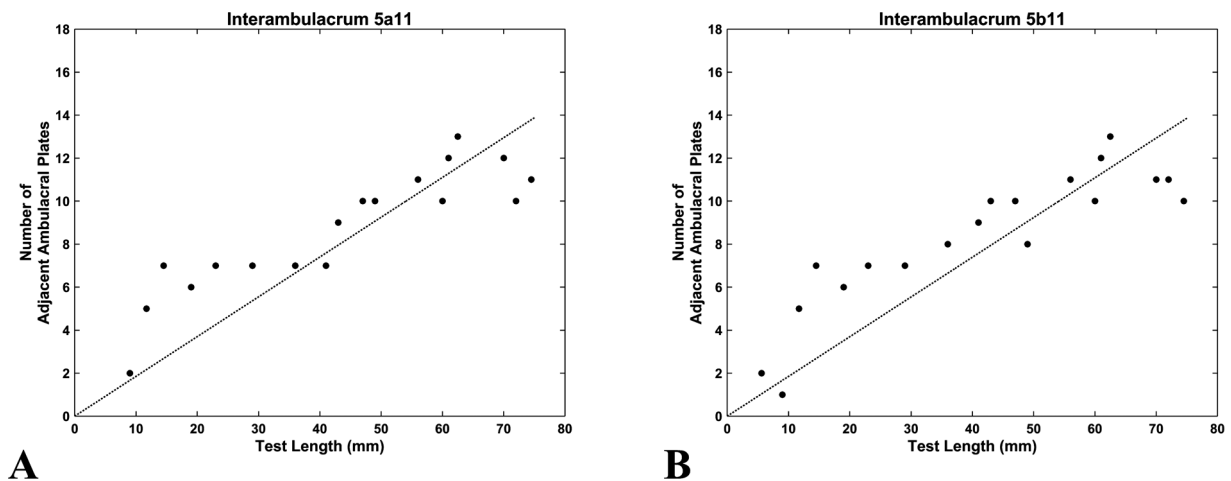 Interambulacrum 5a11
18
16
14
12
10
8
6
4
2
0
Number of
Adjacent Ambulacral Plates
0 10 20 30 40 50 60 70 80
Test Length (mm)
A
Interambulacrum 5b11
18
16
14
12
10
8
6
4
2
0
Number of
Adjacent Ambulacral Plates
0 10 20 30 40 50 60 70 80
Test Length (mm)
B